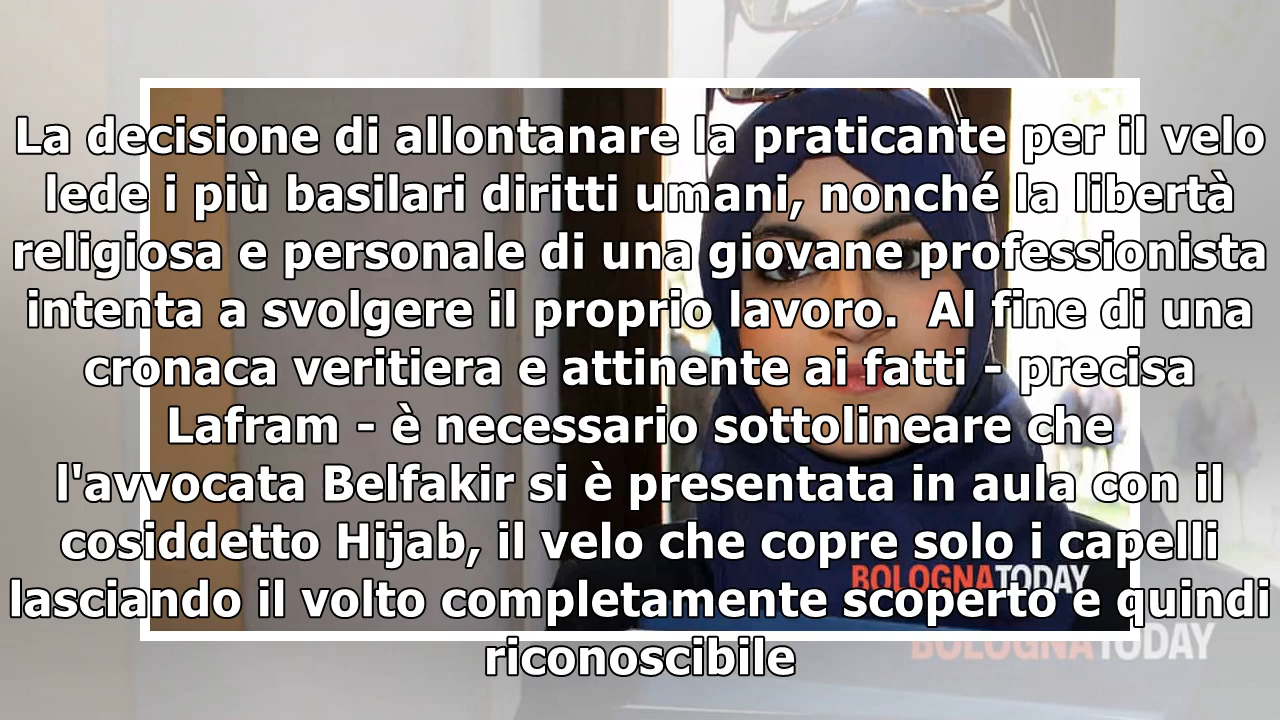 La decisione di allontanare la praticante per il velo
lede i più basilari diritti umani, nonché la libertà
religiosa e personale di una giovane professionista
intenta a svolgere il proprio lavoro.  Al fine di una
cronaca veritiera e attinente ai fatti - precisa
Lafram - è necessario sottolineare che
l'avvocata Belfakir si è presentata in aula con il
cosiddetto Hijab, il velo che copre solo i capelli
BOLOGNATODAY
lasciando il volto completamente scoperto e quindi
BOLOGNATODAY
riconoscibile